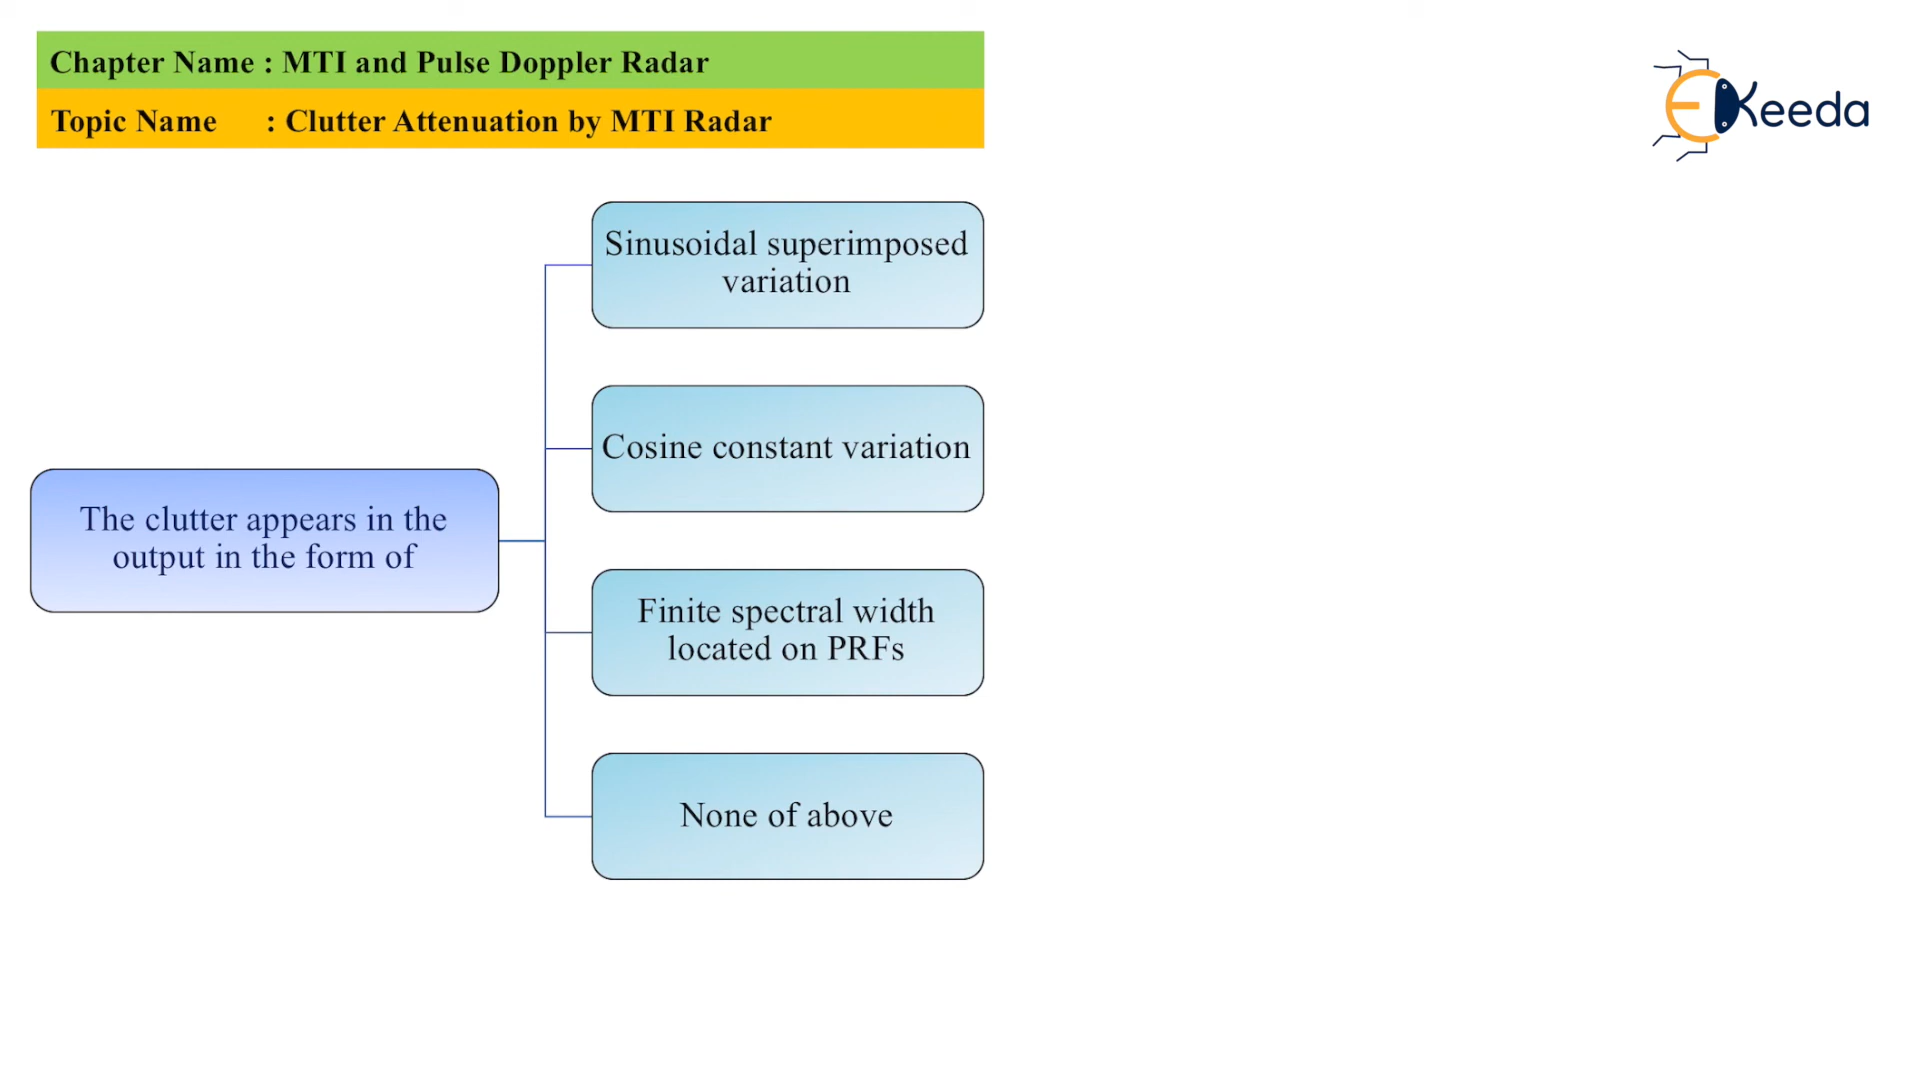 Chapter Name : MTI and Pulse Doppler Radar
Topic Name : Clutter Attenuation by MTI Radar
EKeeda
The clutter appears in the
output in the form of
Sinusoidal superimposed
variation
Cosine constant variation
Finite spectral width
located on PRFs
None of above